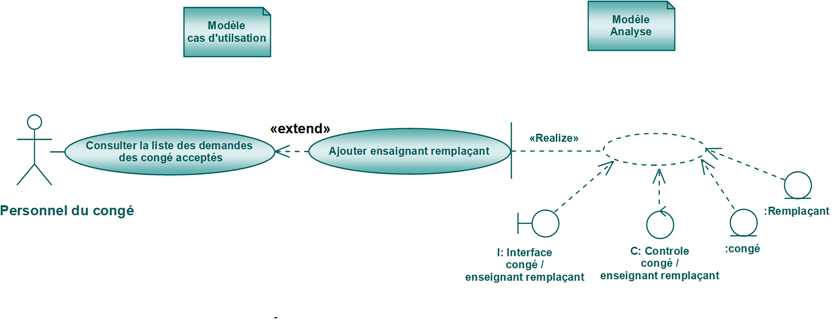 Modèle
cas d'utilsation
Modèle
Analyse
«extend»
«Realize»
Consulter la liste des demandes
des congé acceptés
Ajouter ensaignant remplaçant
Personnel du congé
:Remplaçant
I: Interface
congé /
enseignant remplaçant
C: Controle
congé /
enseignant remplaçant
:congé
-